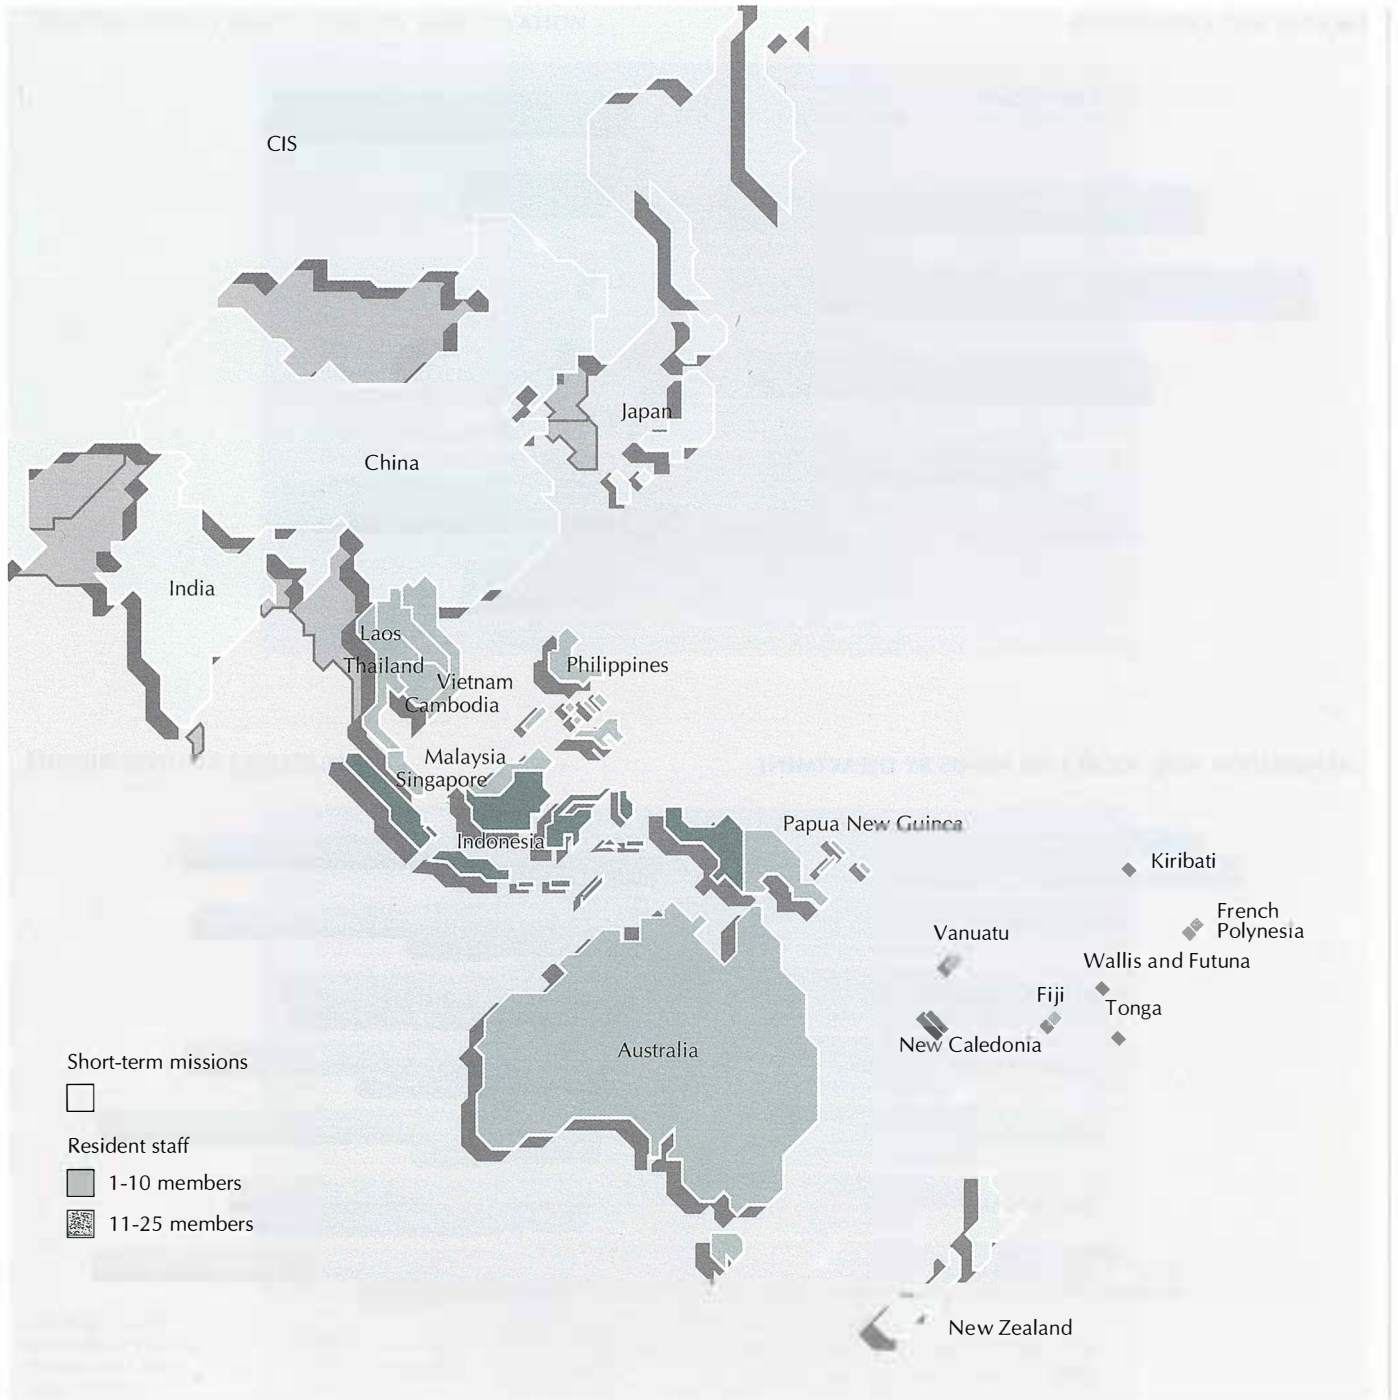 CIS
Japan
China
India
Laos
Thailand
Vietnam
Cambodia
Philippines
Malaysia
Singapore
Indonesia
Papua New Guinea
Kiribati
French
Polynesia
Vanuatu
Wallis and Futuna
Fiji
Tonga
New Caledonia
Australia
Short-term missions
Resident staff
1-10 members
11-25 members
New Zealand